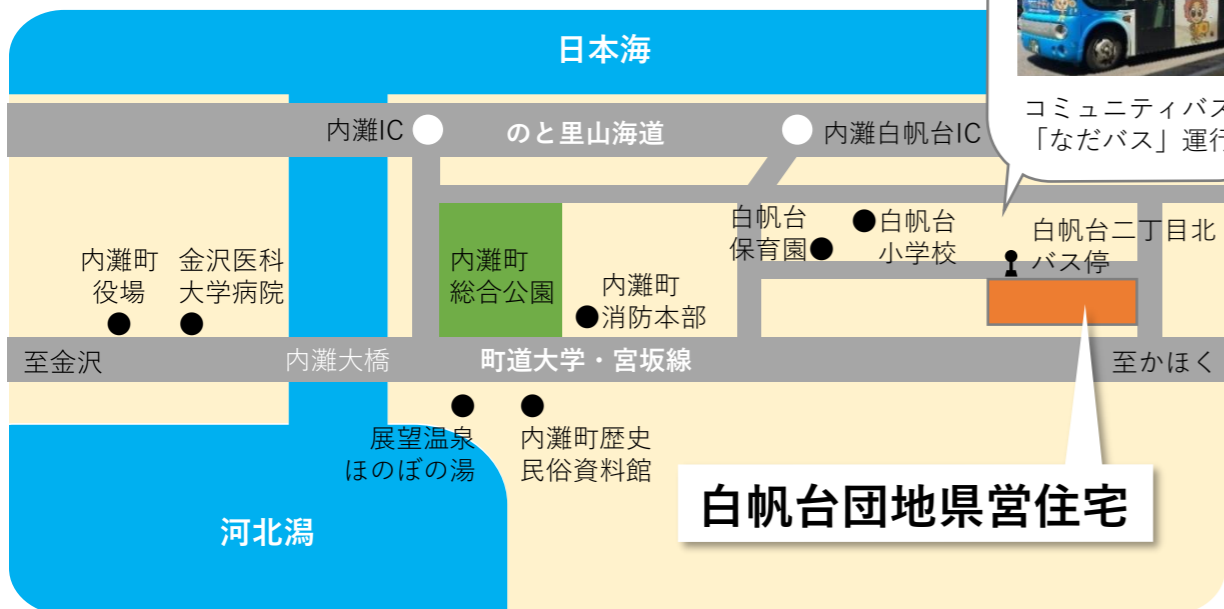 日本海
コミュニティバス
「なだバス」運行
内灘IC
のと里山海道
内灘白帆台IC
白帆台
保育園
白帆台
小学校
白帆台二丁目北
バス停
内灘町
役場
金沢医科
大学病院
内灘町
総合公園
内灘町
消防本部
至金沢
内灘大橋
町道大学・宮坂線
至かほく
展望温泉
ほのぼの湯
内灘町歴史
民俗資料館
白帆台団地県営住宅
河北潟